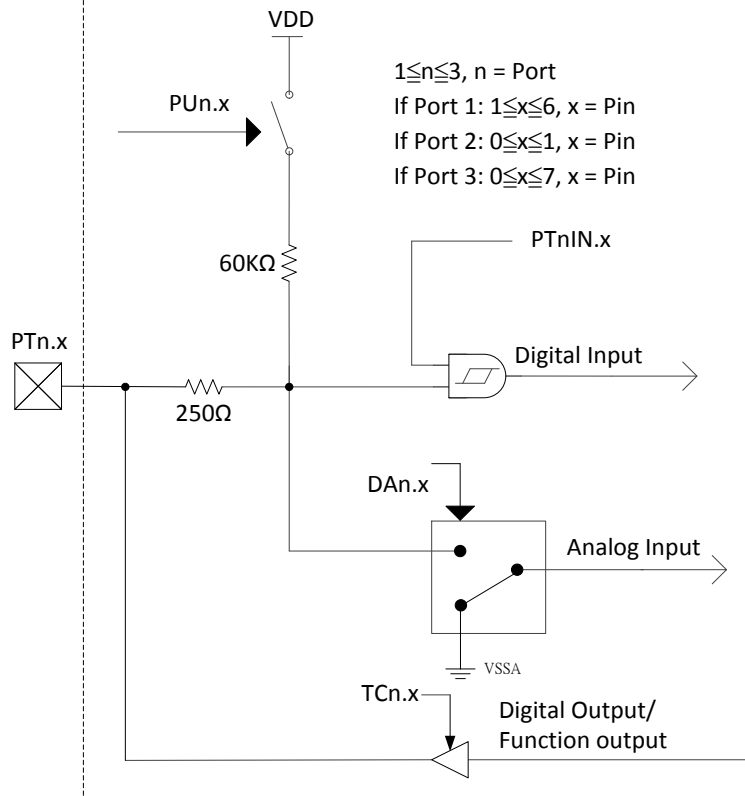 VDD
1≦n≦3, n = Port
PUn.x
If Port 1: 1≦x≦6, x = Pin
If Port 2: 0≦x≦1, x = Pin
If Port 3: 0≦x≦7, x = Pin
PTnIN.x
60KΩ
PTn.x
Digital Input
250Ω
DAn.x
Analog Input
VSSA
TCn.x
Digital Output/
Function output